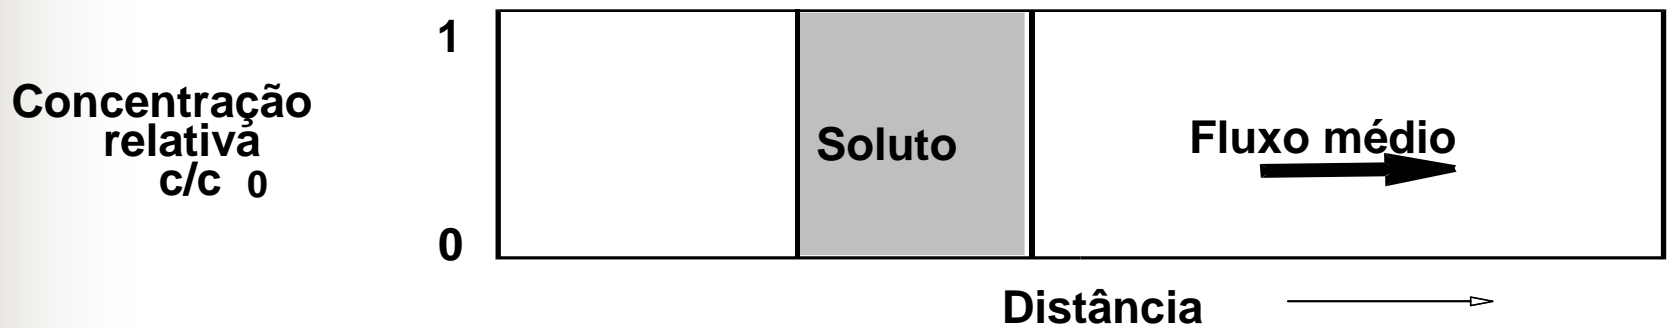 Concentração
relativa
c/c 0
1
0
Soluto
Fluxo médio
Distância